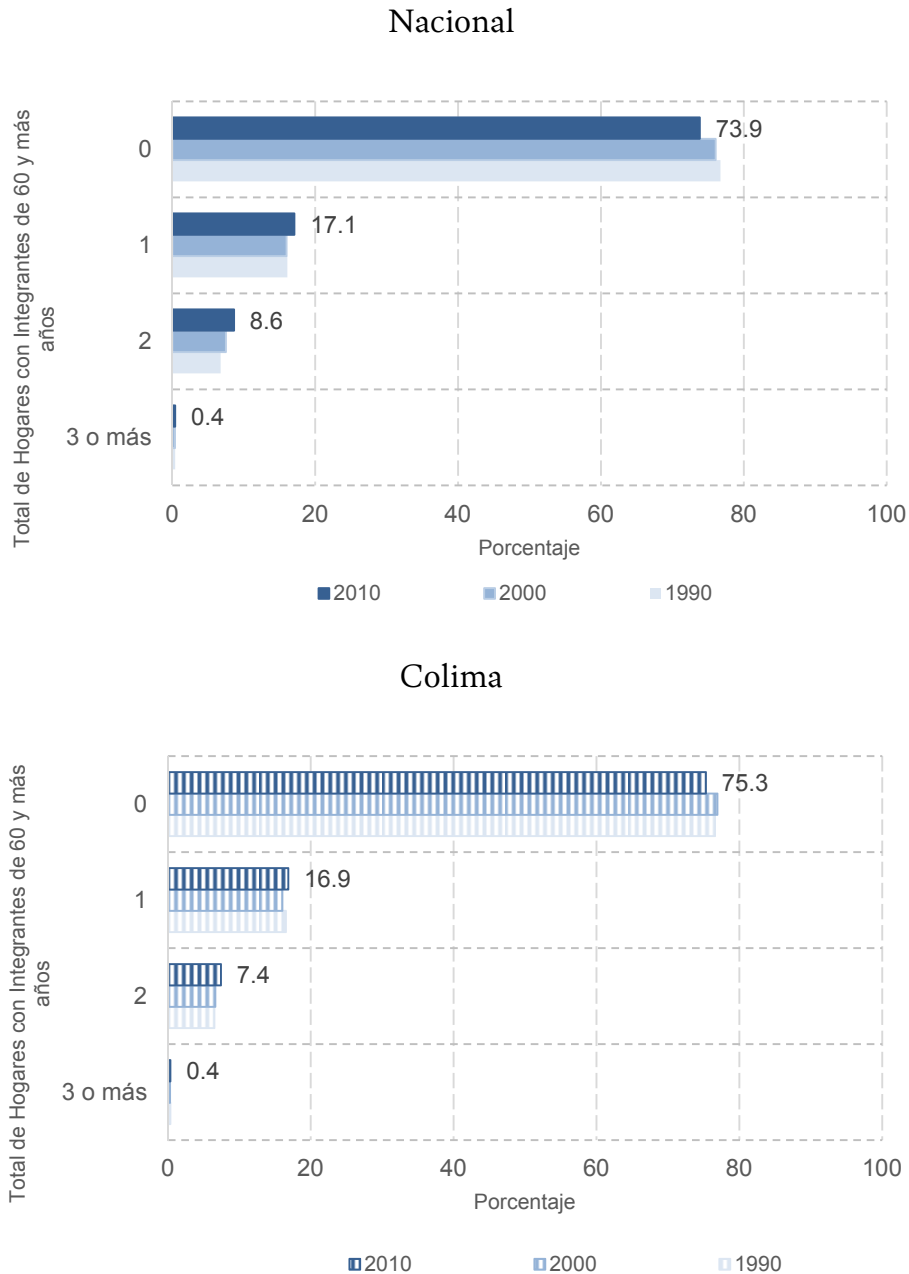 Nacional
Total de Hogares con Integrantes de 60 y más
años
0
73.9
1
17.1
2
8.6
3 o más
0.4
0 20 40 60 80 100
Porcentaje
2010 2000 1990
Colima
Total de Hogares con Integrantes de 60 y más
años
0
75.3
1
16.9
2
7.4
3 o más
0.4
0 20 40 60 80 100
Porcentaje
2010 2000 1990